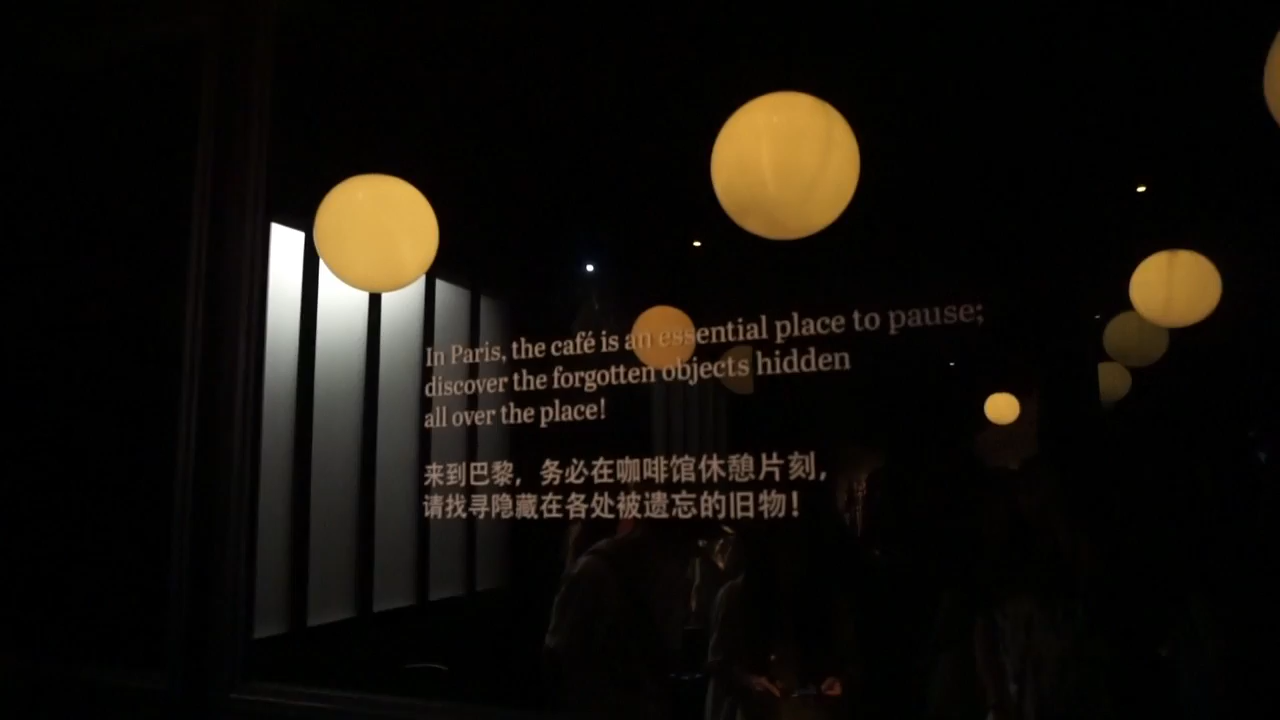 In Paris, the café is an essential place to pause;
discover the forgotten objects hidden
all over the place!
来到巴黎，务必在咖啡馆休憩片刻，
请找寻隐藏在各处被遗忘的旧物！